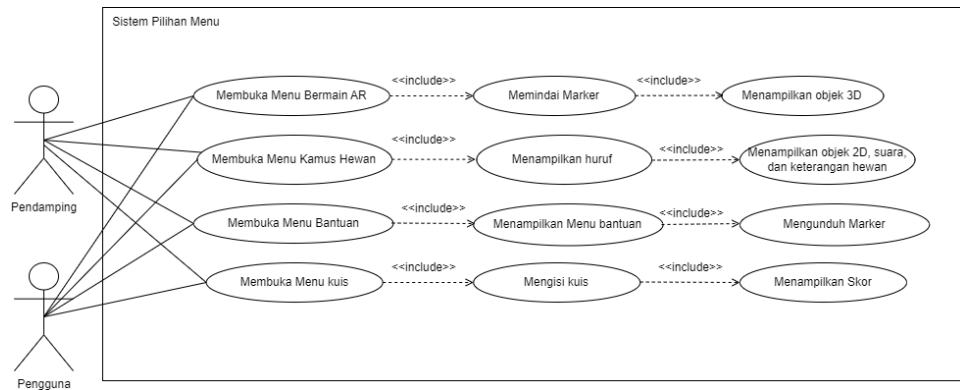 Sistem Pilihan Menu
Pendamping
Pengguna
Membuka Menu Bermain AR
<<include>>
Memindai Marker
<<include>>
Menampilkan objek 3D
Membuka Menu Kamus Hewan
<<include>>
Menampilkan huruf
<<include>>
Menampilkan objek 2D, suara,
dan keterangan hewan
Membuka Menu Bantuan
<<include>>
Menampilkan Menu bantuan
<<include>>
Mengunduh Marker
Membuka Menu kuis
<<include>>
Mengisi kuis
<<include>>
Menampilkan Skor